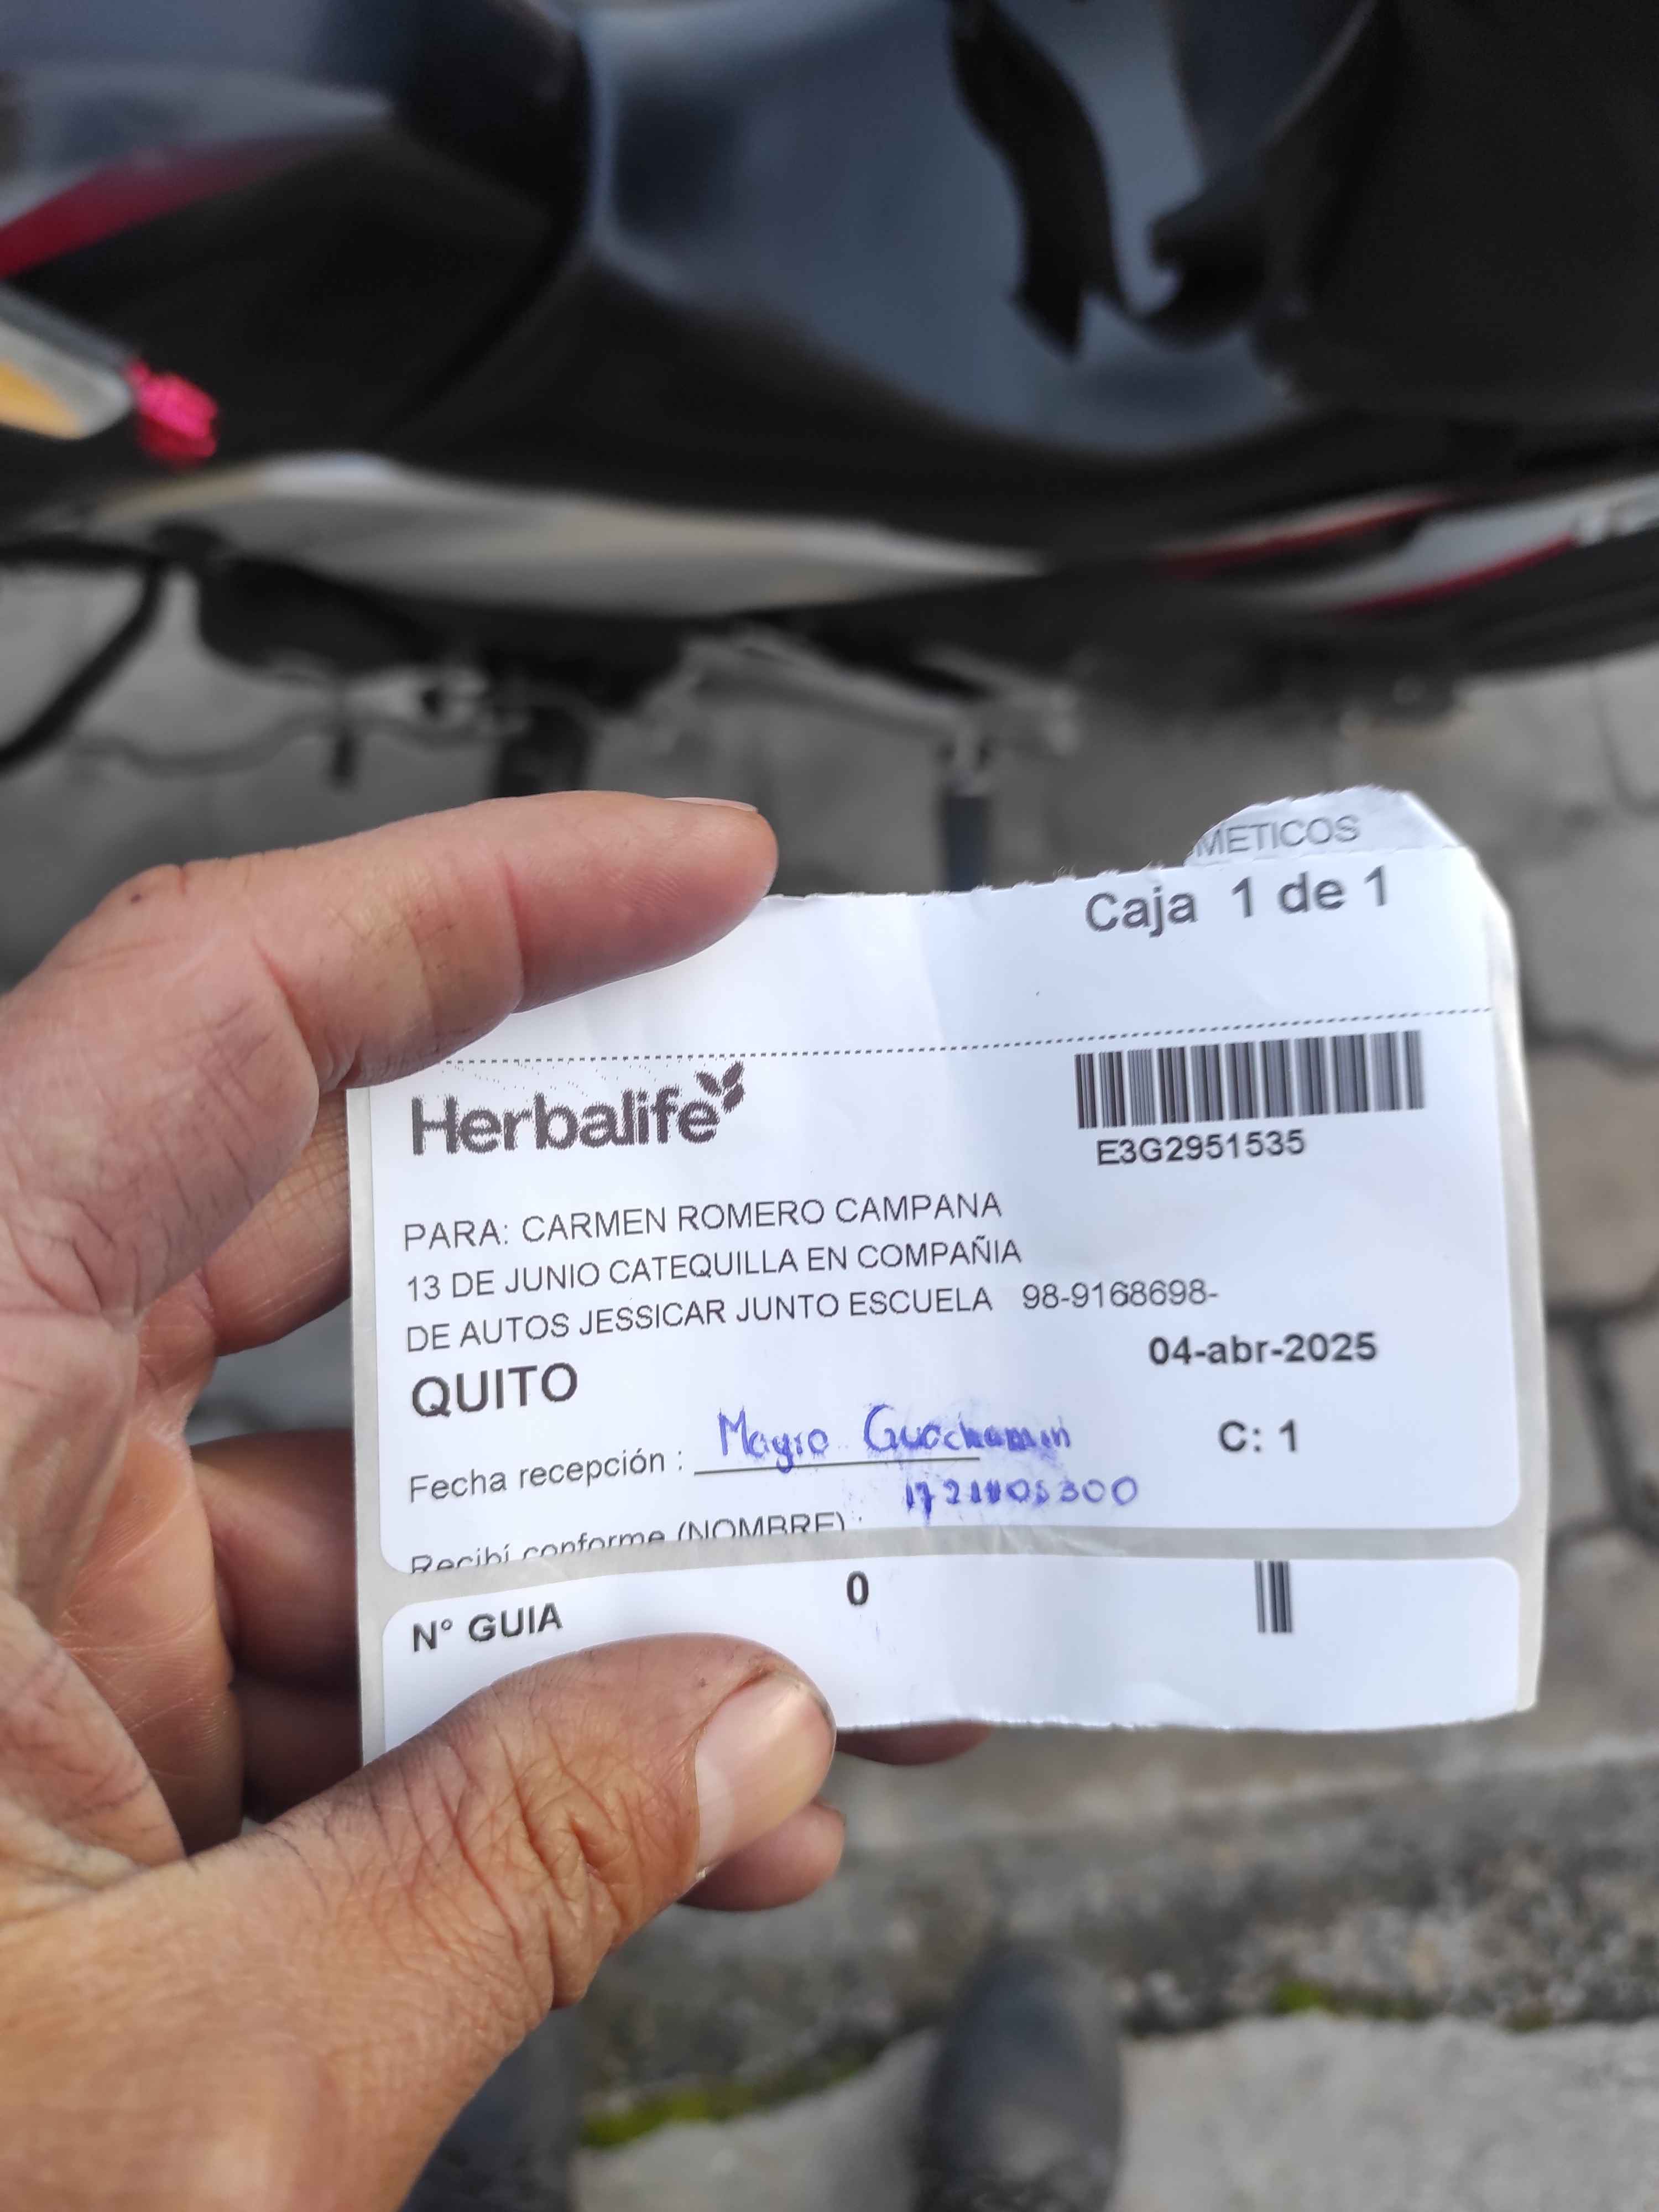 METICOS
Caja 1 de 1
Herbalife
E3G2951535
PARA: CARMEN ROMERO CAMPANA
13 DE JUNIO CATEQUILLA EN COMPAÑIA
DE AUTOS JESSICAR JUNTO ESCUELA 98-9168698-
04-abr-2025
QUITO
Fecha recepción : Mayra Guachamin
C: 1
Recibí conforme (NOMBRE) :
N° GUIA 0